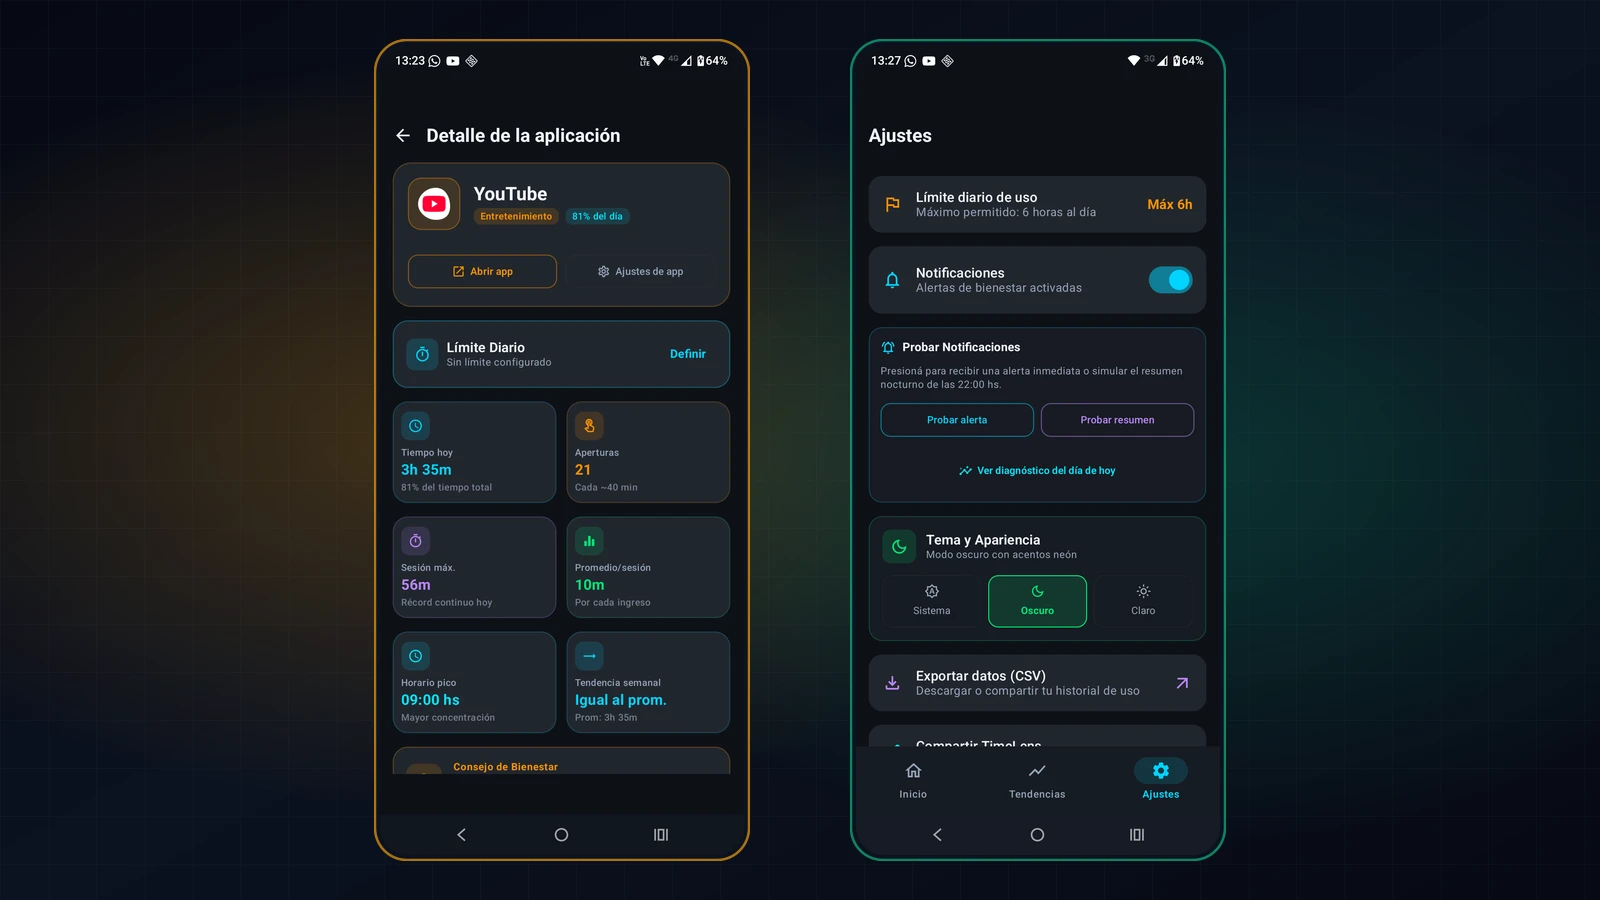 13:23
Vo LTE 4G 64%
Detalle de la aplicación
YouTube
Entretenimiento 81% del día
Abrir app Ajustes de app
Límite Diario
Sin límite configurado
Definir
Tiempo hoy
3h 35m
81% del tiempo total
Aperturas
21
Cada ~40 min
Sesión máx.
56m
Récord continuo hoy
Promedio/sesión
10m
Por cada ingreso
Horario pico
09:00 hs
Mayor concentración
Tendencia semanal
Igual al prom.
Prom: 3h 35m
Consejo de Bienestar
13:27
3G 64%
Ajustes
Límite diario de uso
Máximo permitido: 6 horas al día
Máx 6h
Notificaciones
Alertas de bienestar activadas
Probar Notificaciones
Presioná para recibir una alerta inmediata o simular el resumen
nocturno de las 22:00 hs.
Probar alerta Probar resumen
Ver diagnóstico del día de hoy
Tema y Apariencia
Modo oscuro con acentos neón
Sistema Oscuro Claro
Exportar datos (CSV)
Descargar o compartir tu historial de uso
Compartir TimeLens
Inicio Tendencias Ajustes